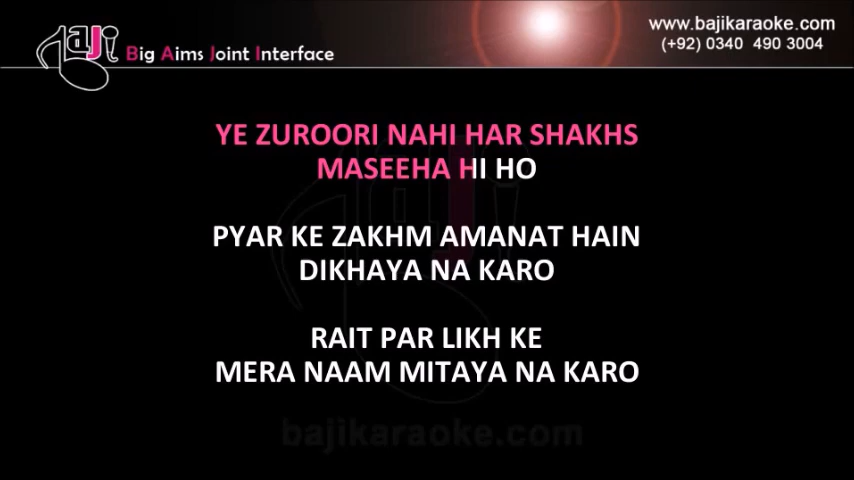 Baji
Big Aims Joint Interface
www.bajikaraoke.com
(+92) 0340 490 3004
YE ZUROORI NAHI HAR SHAKHS
MASEEHA HI HO
PYAR KE ZAKHM AMANAT HAIN
DIKHAYA NA KARO
RAIT PAR LIKH KE
MERA NAAM MITAYA NA KARO
bajikaraoke.com